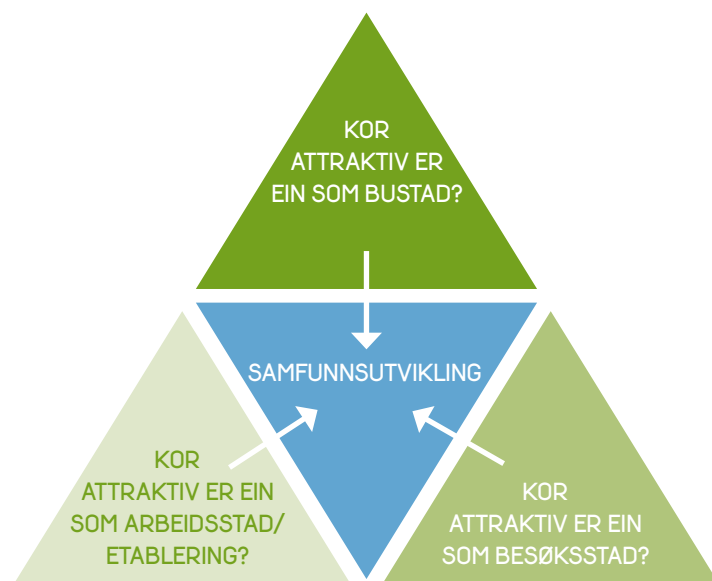 KOR
ATTRAKTIV ER
EIN SOM BUSTAD?
SAMFUNNSUTVIKLING
KOR
ATTRAKTIV ER EIN
SOM ARBEIDSSTAD/
ETABLERING?
KOR
ATTRAKTIV ER EIN
SOM BESØKSSTAD?